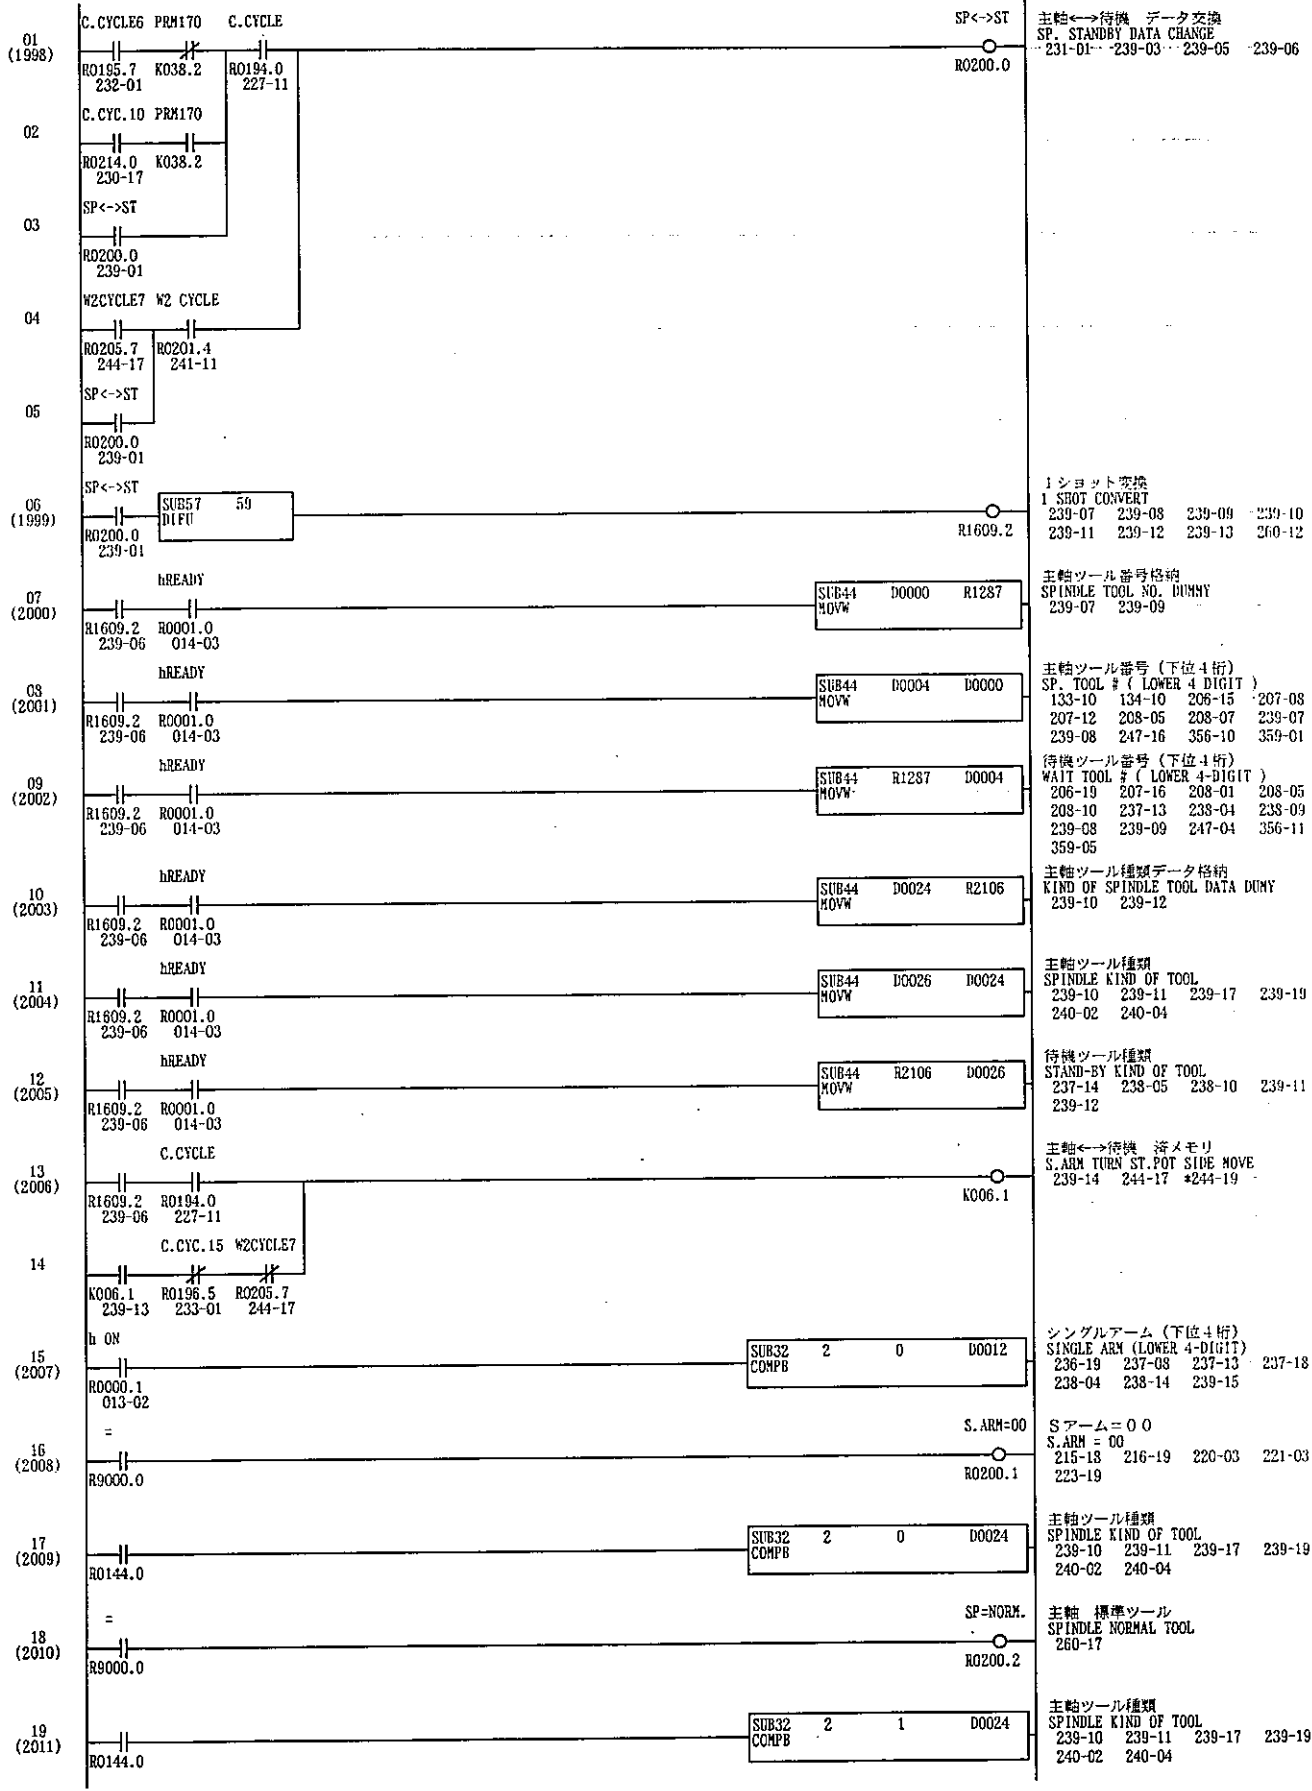 C.CYCLE6 PRM170 C.CYCLE SP<->ST 主軸←→待機 データ交換
01 SP. STANDBY DATA CHANGE
(1998) 231-01 239-03 239-05 239-06
R0195.7 K038.2 R0194.0 R0200.0
232-01 227-11
C.CYC.10 PRM170
02
R0214.0 K038.2
230-17
SP<->ST
03
R0200.0
239-01
W2CYCLE7 W2 CYCLE
04
R0205.7 R0201.4
244-17 241-11
SP<->ST
05
R0200.0
239-01
SP<->ST 1ショット変換
06 SUB57 59 1 SHOT CONVERT
(1999) DIFU 239-07 239-08 239-09 239-10
R0200.0 R1609.2 239-11 239-12 239-13 260-12
239-01
hREADY 主軸ツール番号格納
07 SUB44 D0000 R1287 SPINDLE TOOL NO. DUMMY
(2000) MOVW 239-07 239-09
R1609.2 R0001.0
239-06 014-03
hREADY 主軸ツール番号(下位4桁)
08 SUB44 D0004 D0000 SP. TOOL # ( LOWER 4 DIGIT )
(2001) MOVW 133-10 134-10 206-15 207-08
R1609.2 R0001.0 207-12 208-05 208-07 239-07
239-06 014-03 239-08 247-16 356-10 359-01
hREADY 待機ツール番号(下位4桁)
09 SUB44 R1287 D0004 WAIT TOOL # ( LOWER 4-DIGIT )
(2002) MOVW 206-19 207-16 208-01 208-05
R1609.2 R0001.0 208-10 237-13 238-04 238-09
239-06 014-03 239-08 239-09 247-04 356-11
359-05
hREADY 主軸ツール種類データ格納
10 SUB44 D0024 R2106 KIND OF SPINDLE TOOL DATA DUMY
(2003) MOVW 239-10 239-12
R1609.2 R0001.0
239-06 014-03
hREADY 主軸ツール種類
11 SUB44 D0026 D0024 SPINDLE KIND OF TOOL
(2004) MOVW 239-10 239-11 239-17 239-19
R1609.2 R0001.0 240-02 240-04
239-06 014-03
hREADY 待機ツール種類
12 SUB44 R2106 D0026 STAND-BY KIND OF TOOL
(2005) MOVW 237-14 238-05 238-10 239-11
R1609.2 R0001.0 239-12
239-06 014-03
C.CYCLE 主軸←→待機 済メモリ
13 S.ARM TURN ST.POT SIDE MOVE
(2006) 239-14 244-17 *244-19
R1609.2 R0194.0 K006.1
239-06 227-11
C.CYC.15 W2CYCLE7
14
K006.1 R0196.5 R0205.7
239-13 233-01 244-17
h ON シングルアーム(下位4桁)
15 SUB32 2 0 D0012 SINGLE ARM (LOWER 4-DIGIT)
(2007) COMPB 236-19 237-08 237-13 237-18
R0000.1 238-04 238-14 239-15
013-02
= S.ARM=00 Sアーム=00
16 S.ARM = 00
(2008) 215-18 216-19 220-03 221-03
R9000.0 R0200.1 223-19
主軸ツール種類
17 SUB32 2 0 D0024 SPINDLE KIND OF TOOL
(2009) COMPB 239-10 239-11 239-17 239-19
R0144.0 240-02 240-04
= SP=NORM. 主軸 標準ツール
18 SPINDLE NORMAL TOOL
(2010) 260-17
R9000.0 R0200.2
主軸ツール種類
19 SUB32 2 1 D0024 SPINDLE KIND OF TOOL
(2011) COMPB 239-10 239-11 239-17 239-19
R0144.0 240-02 240-04